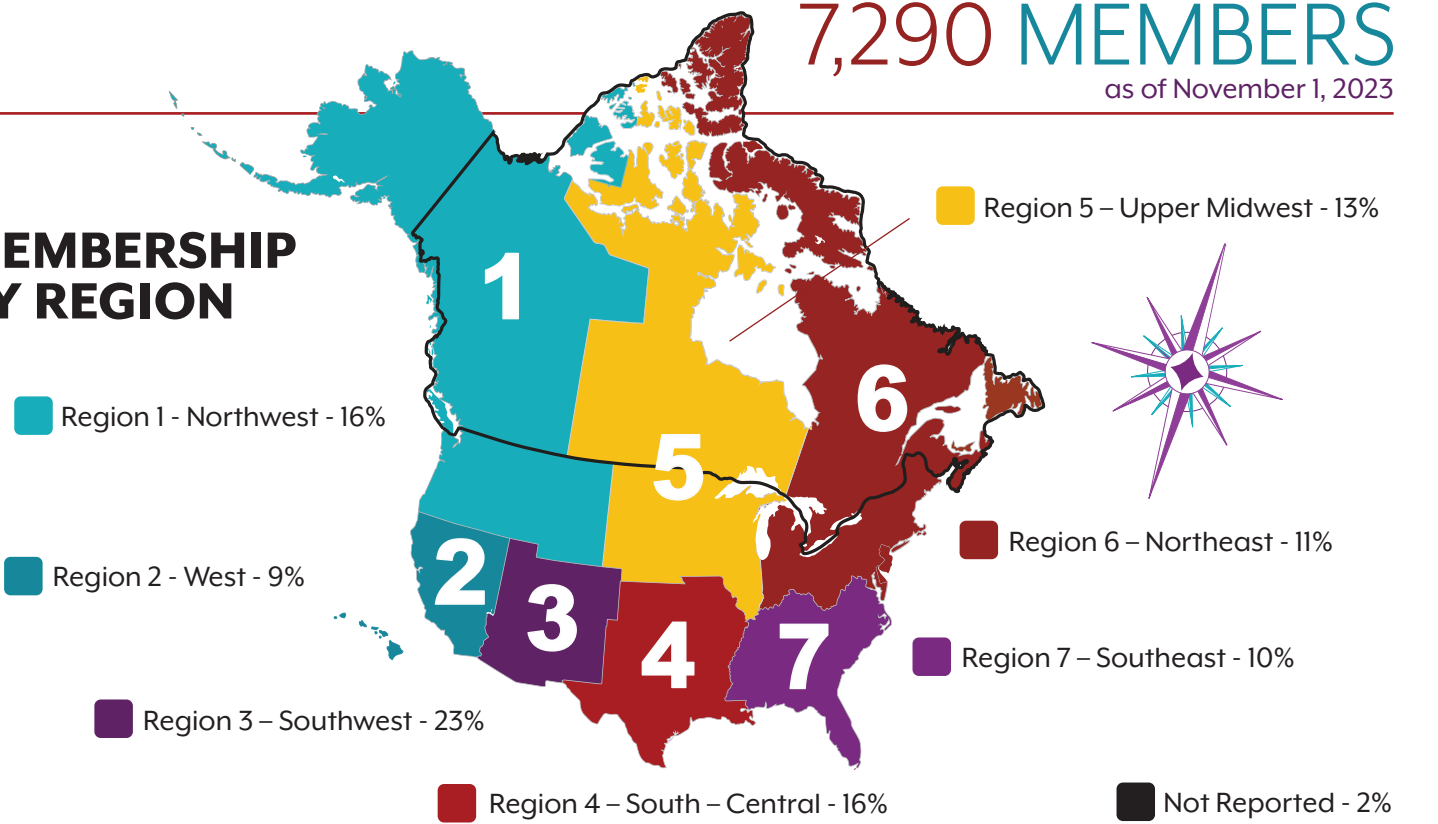 7,290 MEMBERS
as of November 1, 2023
EMBERSHIP
Y REGION
Region 5 – Upper Midwest - 13%
Region 1 - Northwest - 16%
Region 6 – Northeast - 11%
Region 2 - West - 9%
Region 7 – Southeast - 10%
Region 3 – Southwest - 23%
Region 4 – South – Central - 16%
Not Reported - 2%
1
6
5
2
3
4
7